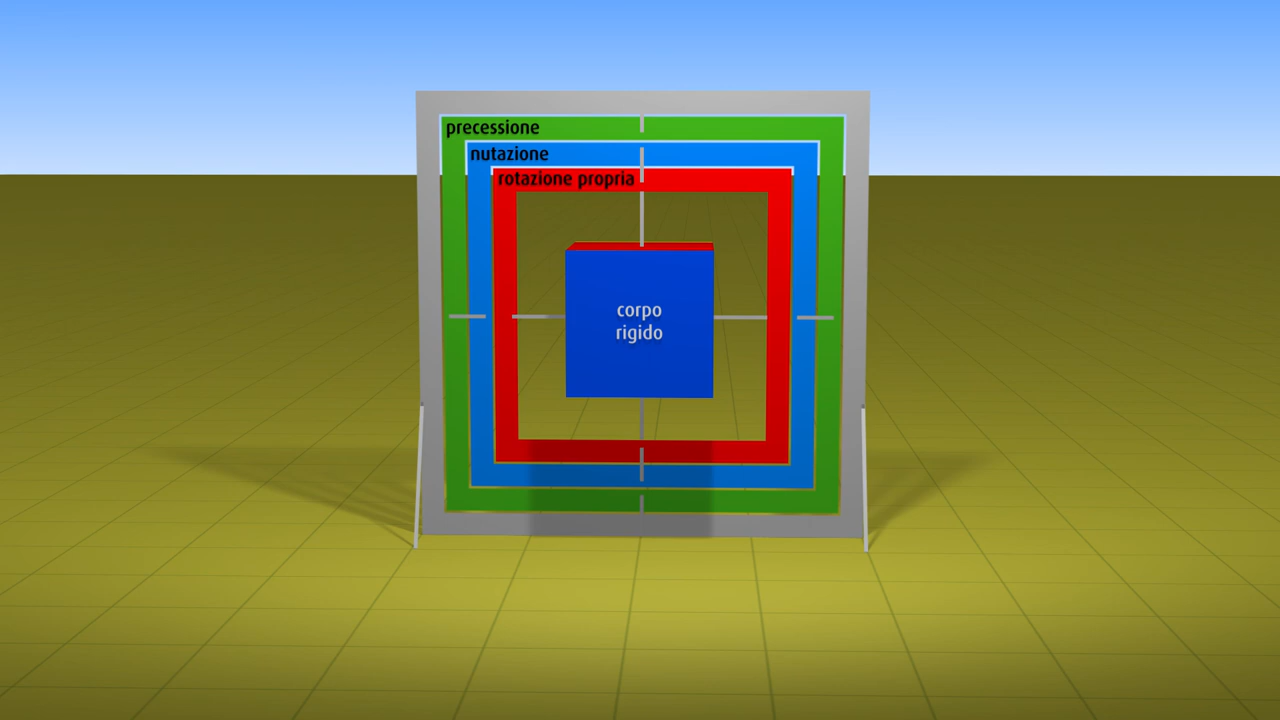 precessione
nutazione
rotazione propria
corpo
rigido